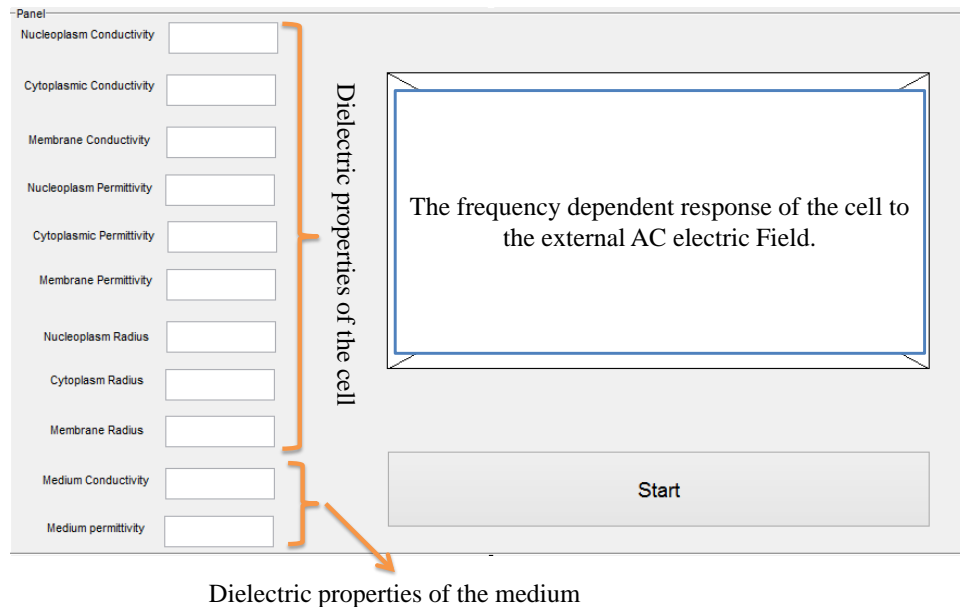 Panel
Nucleoplasm Conductivity
Cytoplasmic Conductivity
Membrane Conductivity
Nucleoplasm Permittivity
Cytoplasmic Permittivity
Membrane Permittivity
Nucleoplasm Radius
Cytoplasm Radius
Membrane Radius
Medium Conductivity
Medium permittivity
Dielectric properties of the cell
The frequency dependent response of the cell to
the external AC electric Field.
Start
Dielectric properties of the medium